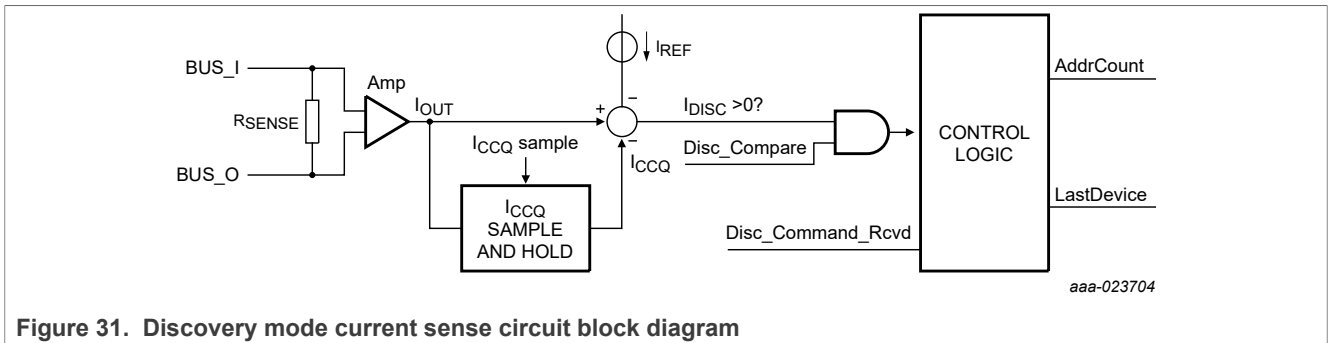 IREF
BUS_I
Amp
AddrCount
RSENSE
IOUT
+
−
−
IDISC >0?
ICCQ sample
Disc_Compare
ICCQ
CONTROL
LOGIC
BUS_O
ICCQ
SAMPLE
AND HOLD
LastDevice
Disc_Command_Rcvd
aaa-023704
Figure 31. Discovery mode current sense circuit block diagram